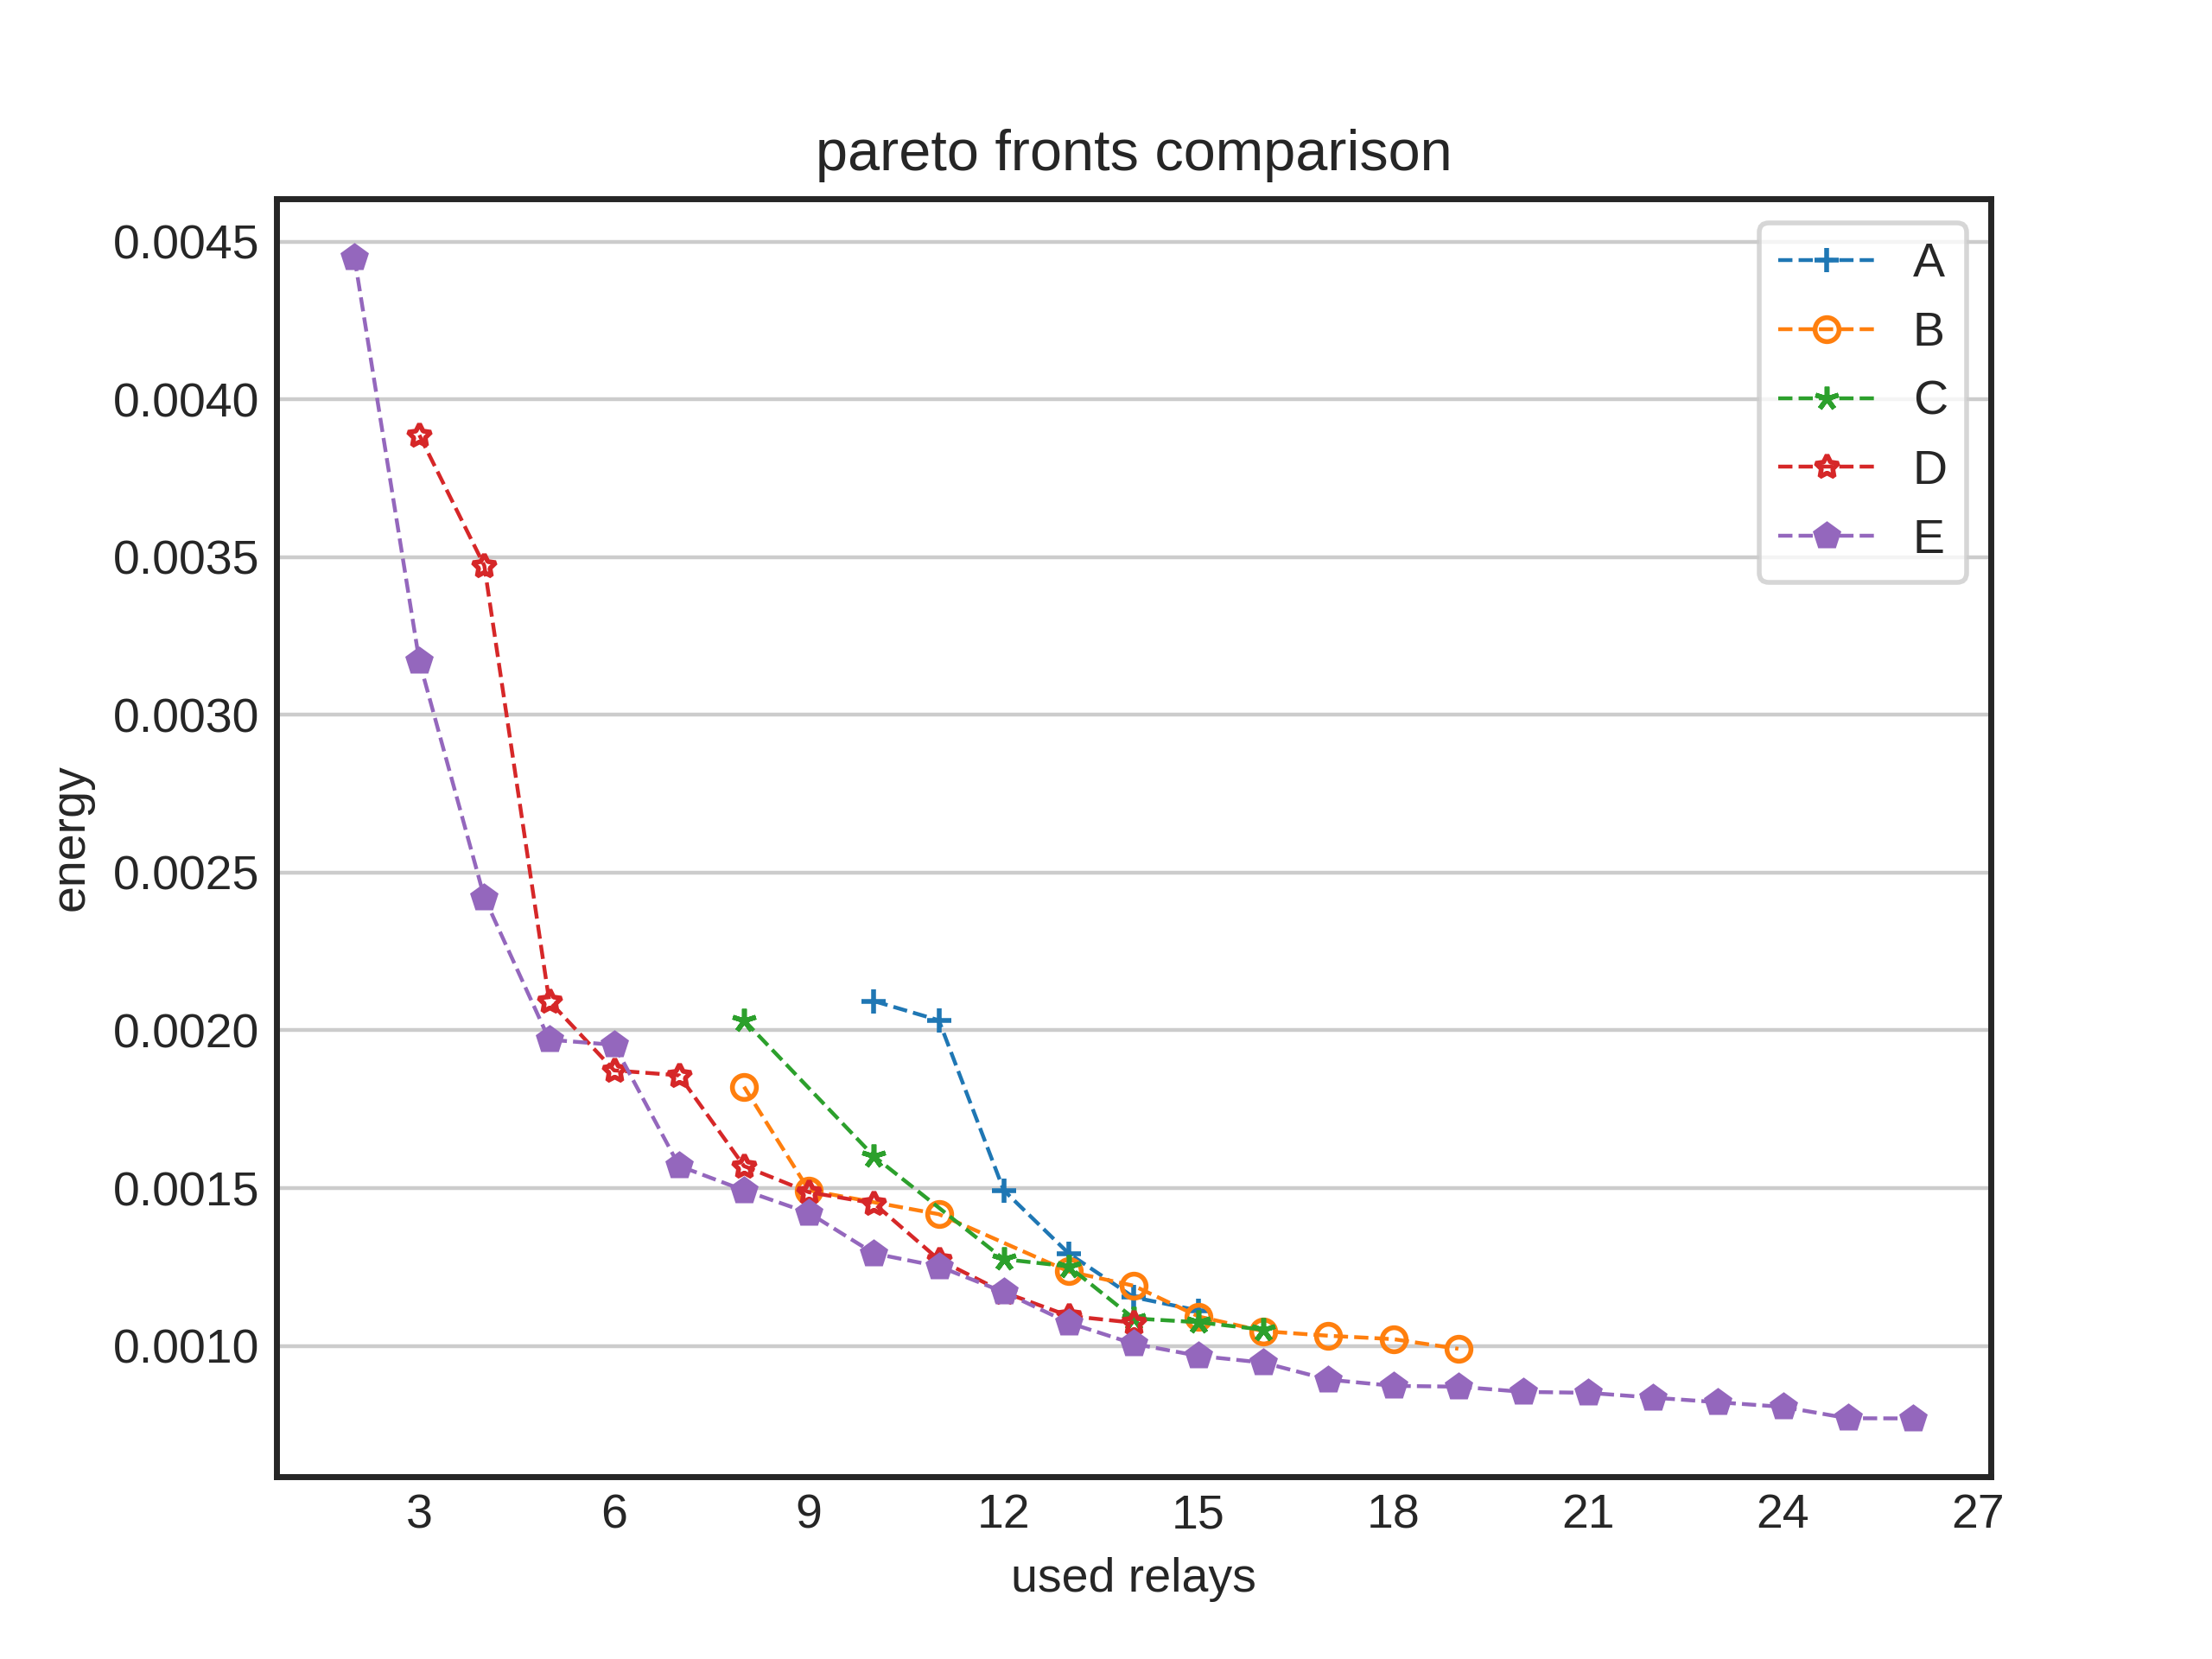 pareto fronts comparison
0.0045
0.0040
0.0035
0.0030
0.0025
0.0020
0.0015
0.0010
energy
A
B
C
D
E
3 6 9 12 15 18 21 24 27
used relays